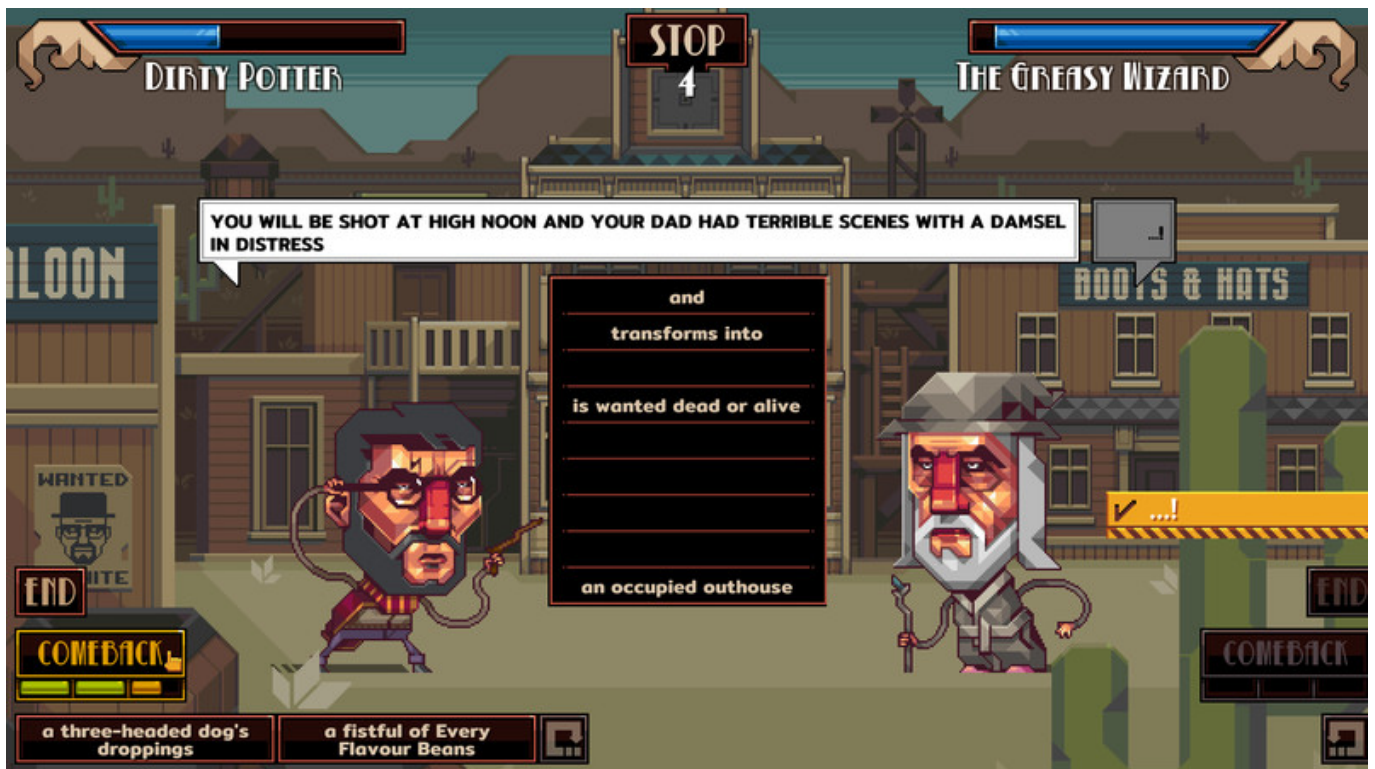 STOP
DIRTY POTTER
4
THE GREASY WIZARD
YOU WILL BE SHOT AT HIGH NOON AND YOUR DAD HAD TERRIBLE SCENES WITH A DAMSEL
IN DISTRESS
...!
LOON
BOOTS & HATS
and
transforms into
is wanted dead or alive
an occupied outhouse
WANTED
ITE
...!
END
END
COMEBACK
COMEBACK
a three-headed dog's
droppings
a fistful of Every
Flavour Beans